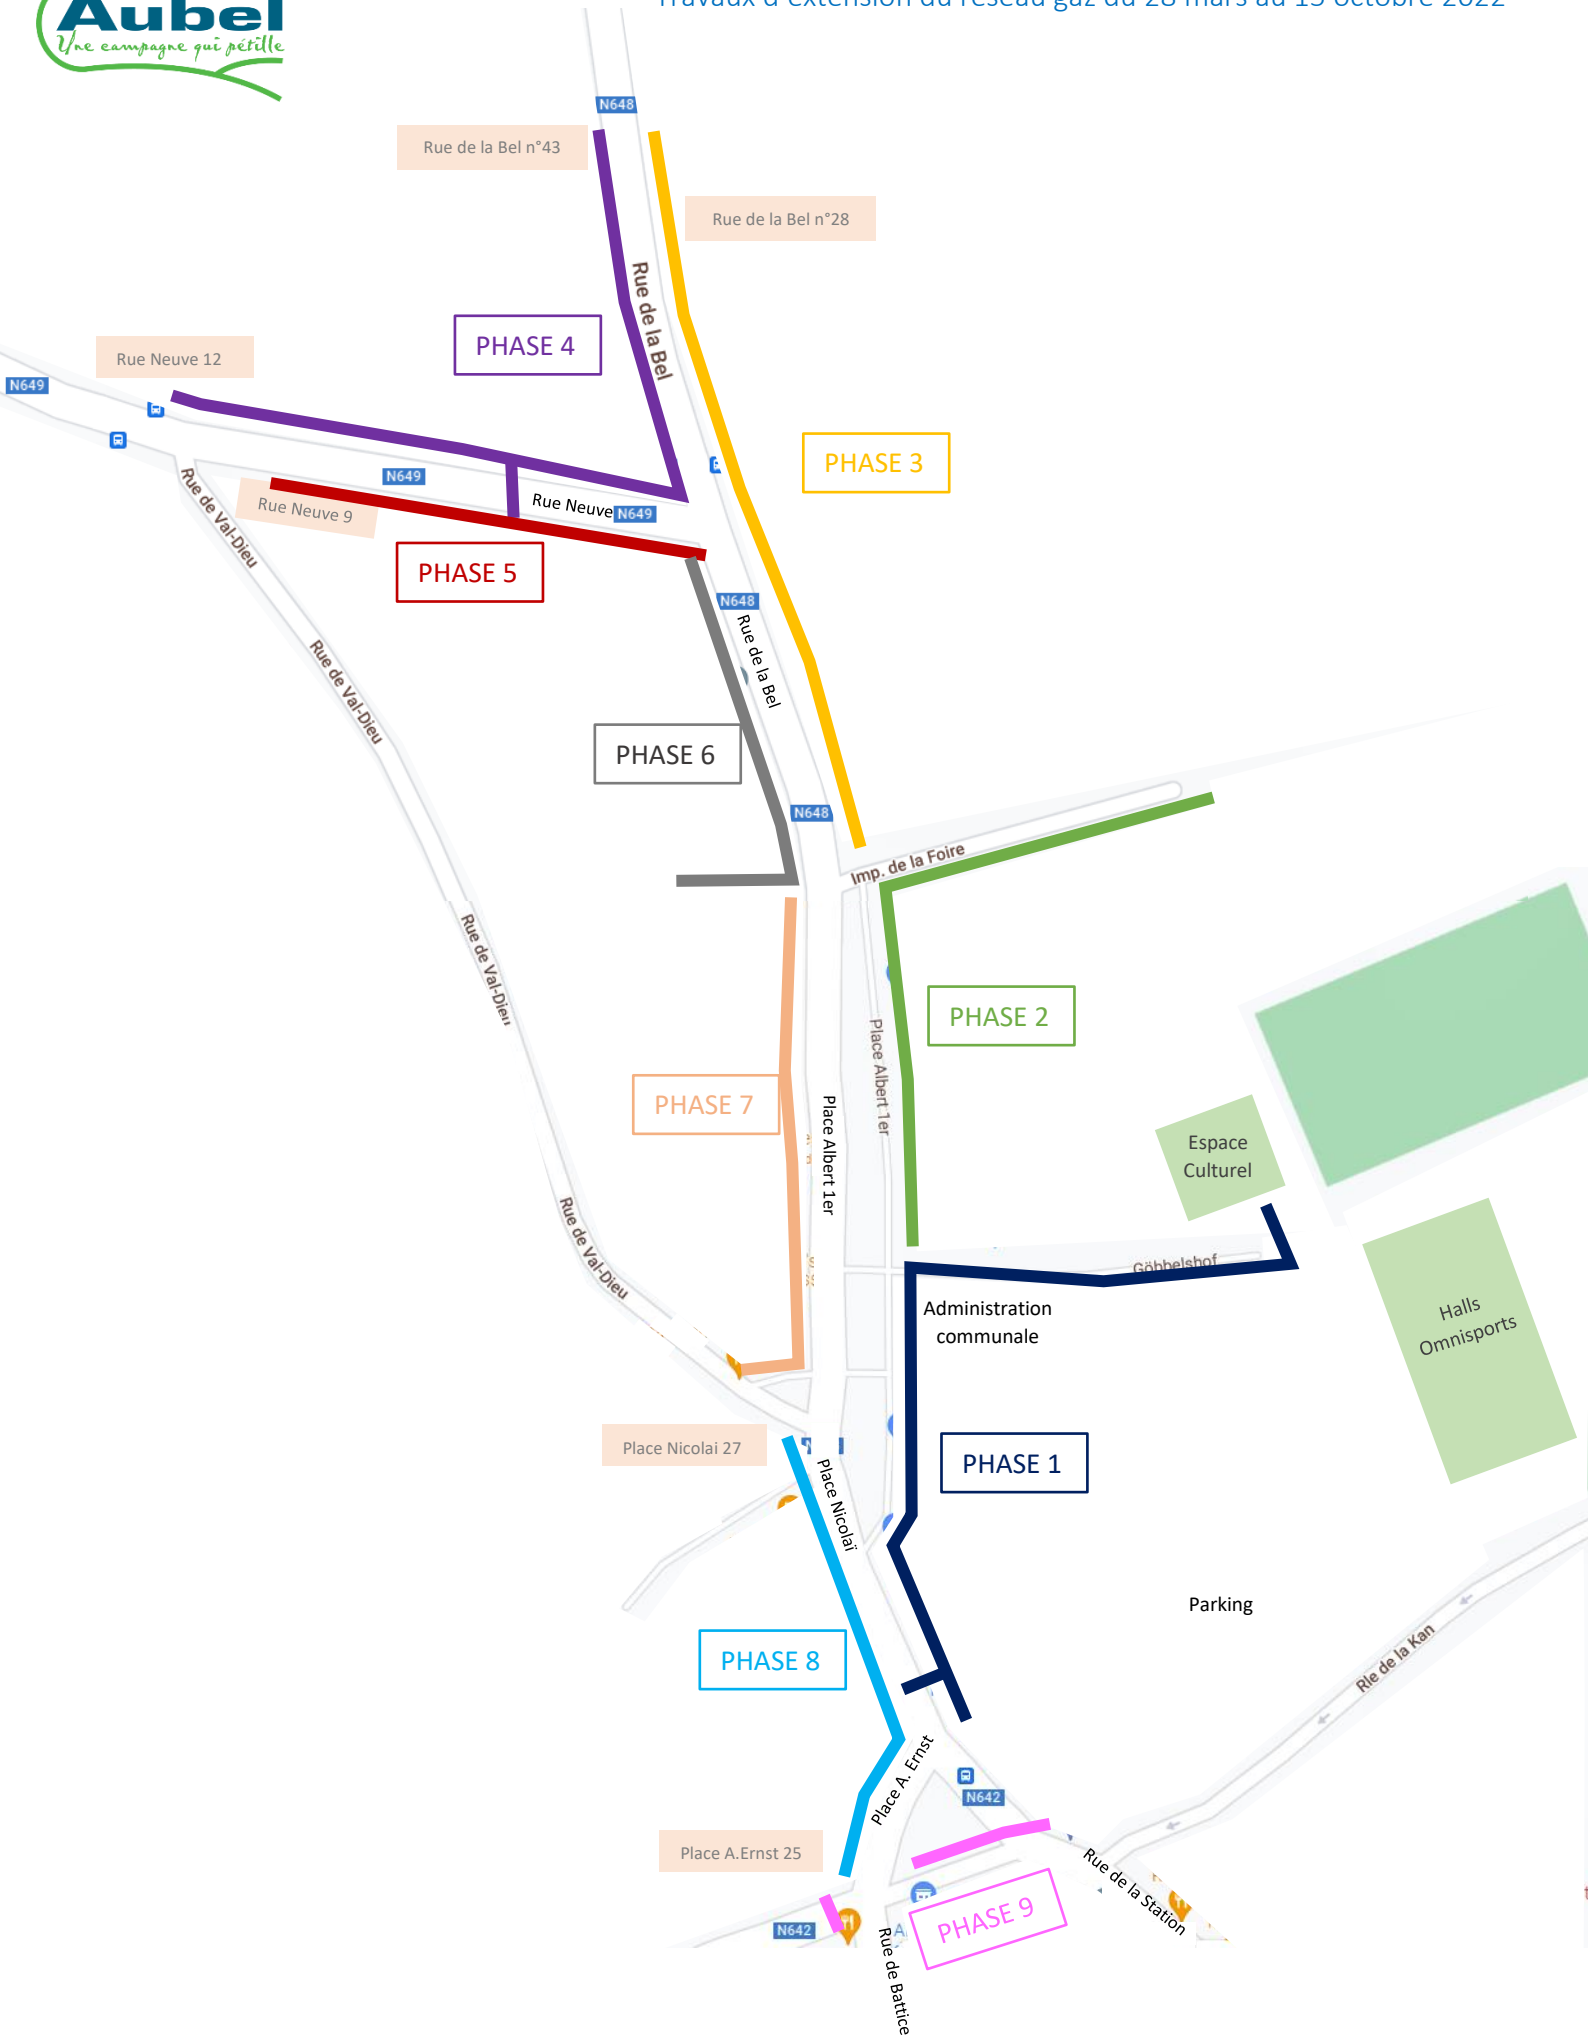 Aubel
Une campagne qui pétille
Travaux d'extension du réseau gaz du 28 mars au 15 octobre 2022
N648
Rue de la Bel n°43
Rue de la Bel n°28
Rue de la Bel
PHASE 4
Rue Neuve 12
N649
PHASE 3
N649
Rue Neuve
N649
Rue Neuve 9
Rue de Val-Dieu
PHASE 5
N648
Rue de la Bel
Rue de Val-Dieu
PHASE 6
N648
Imp. de la Foire
Rue de Val-Dieu
PHASE 2
Place Albert 1er
PHASE 7
Place Albert 1er
Espace
Culturel
Rue de Val-Dieu
Göbbelshof
Administration
communale
Halls
Omnisports
Place Nicolai 27
PHASE 1
Place Nicolaï
Parking
PHASE 8
Rle de la Kan
Place A. Ernst
N642
Place A.Ernst 25
Rue de la Station
PHASE 9
N642
A
Rue de Battice